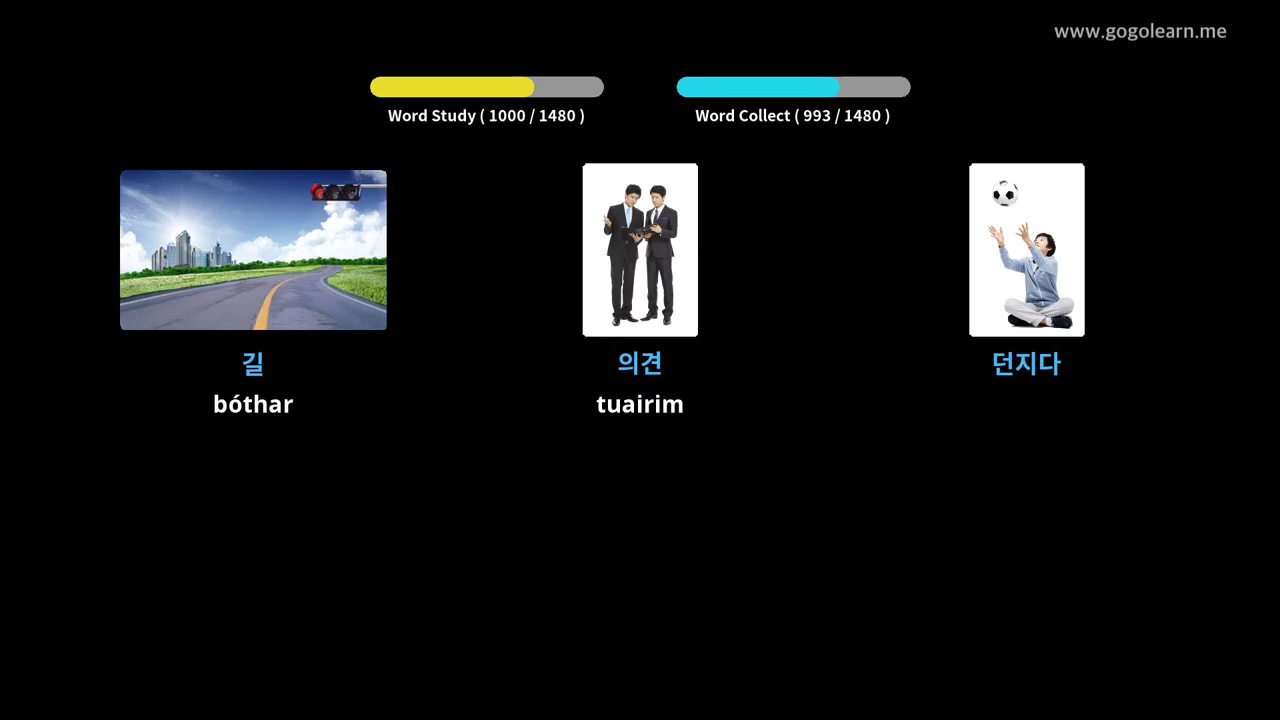 www.gogolearn.me
Word Study ( 1000 / 1480 )
Word Collect ( 993 / 1480 )
길
의견
던지다
bóthar
tuairim